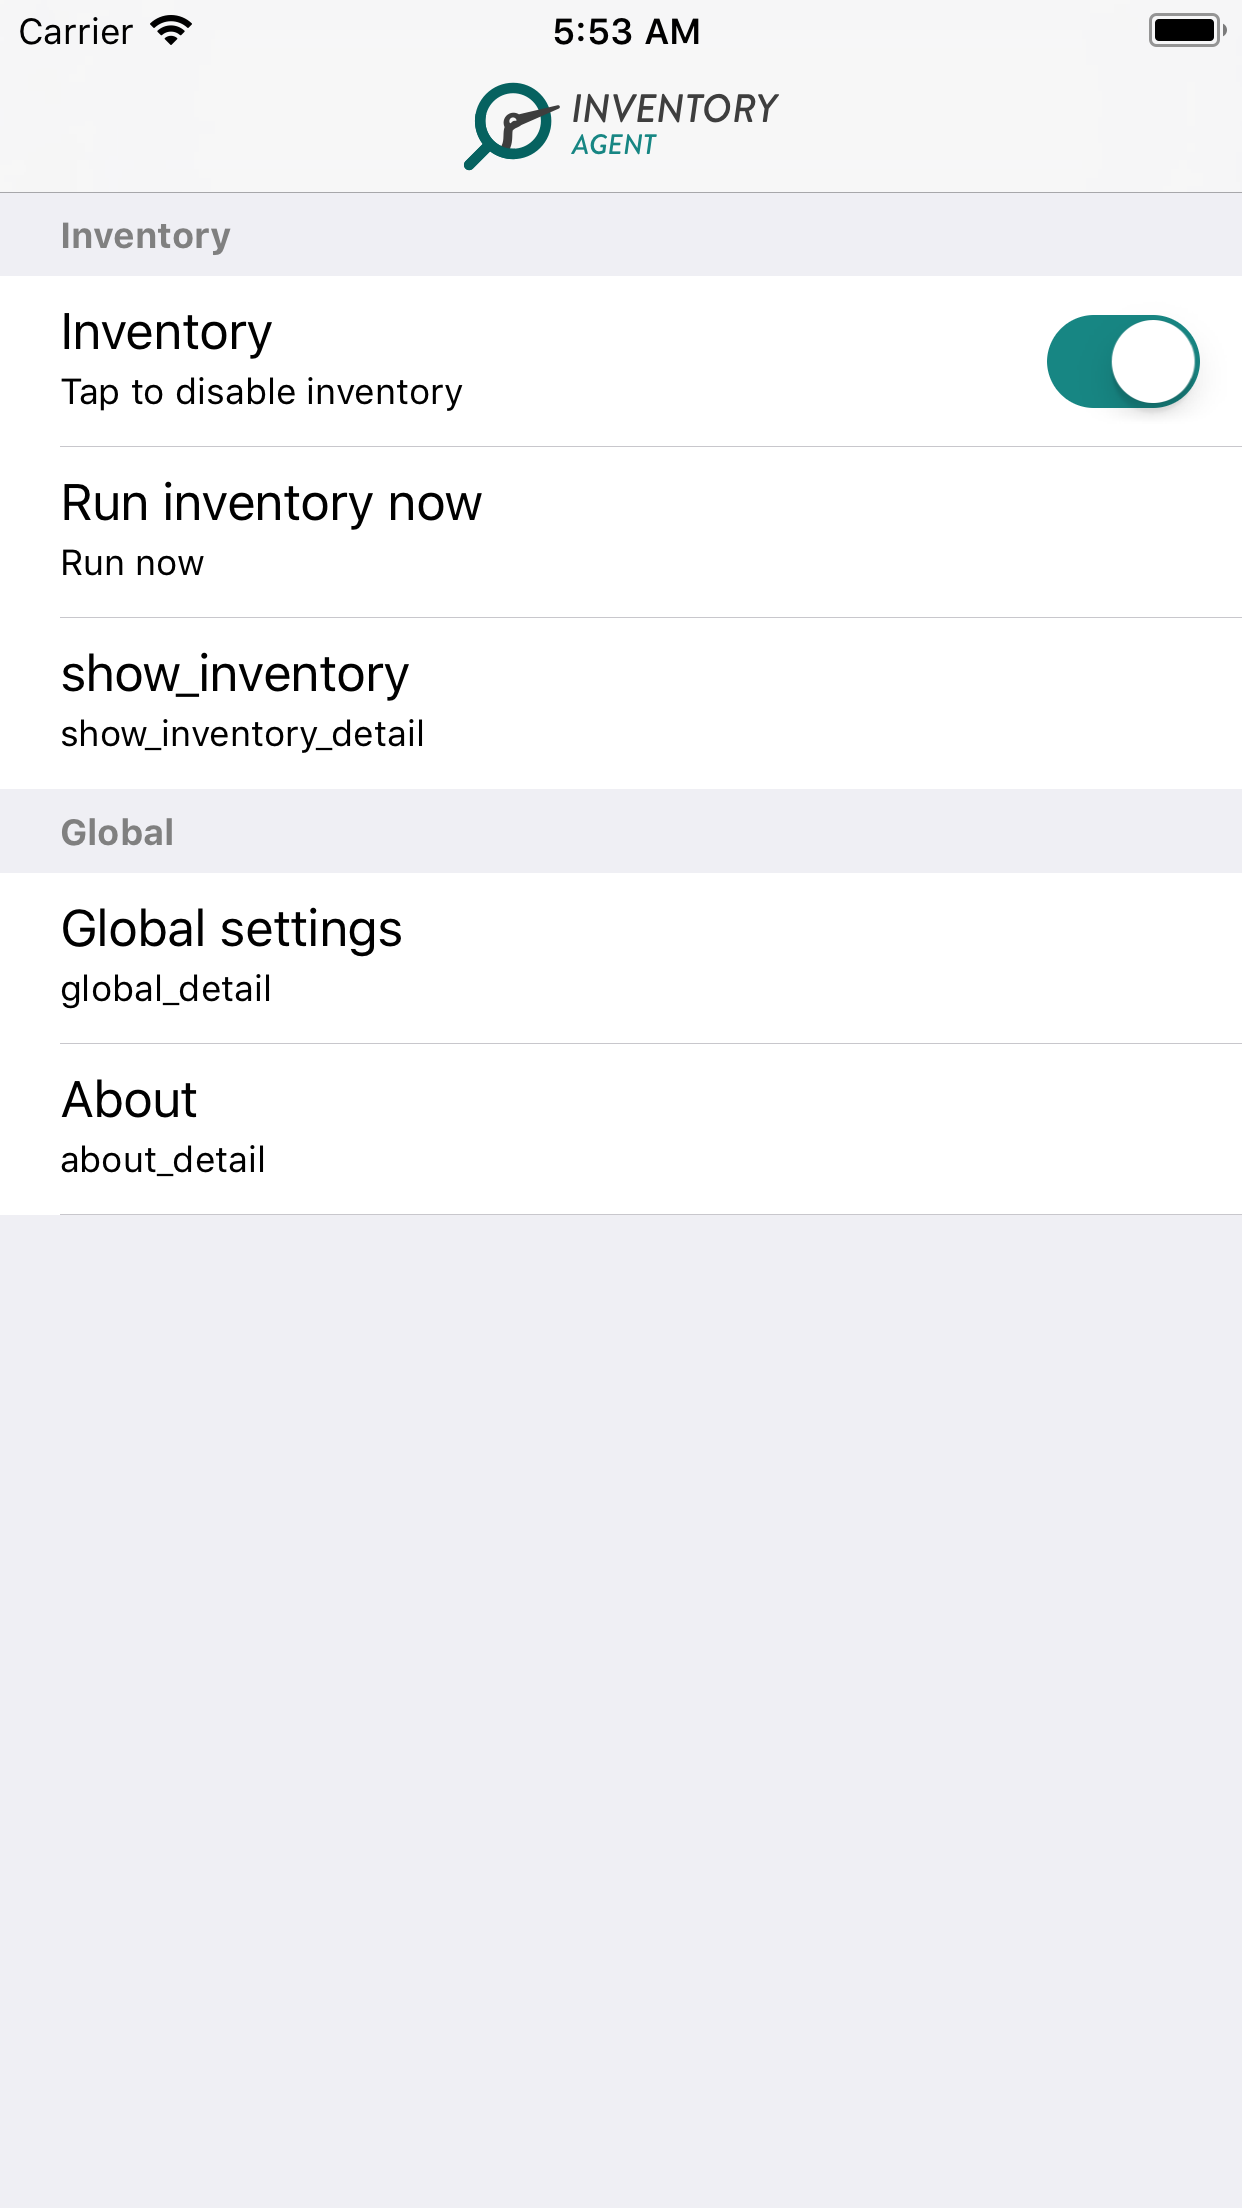 Carrier 5:53 AM
INVENTORY
AGENT
Inventory
Inventory
Tap to disable inventory
Run inventory now
Run now
show_inventory
show_inventory_detail
Global
Global settings
global_detail
About
about_detail